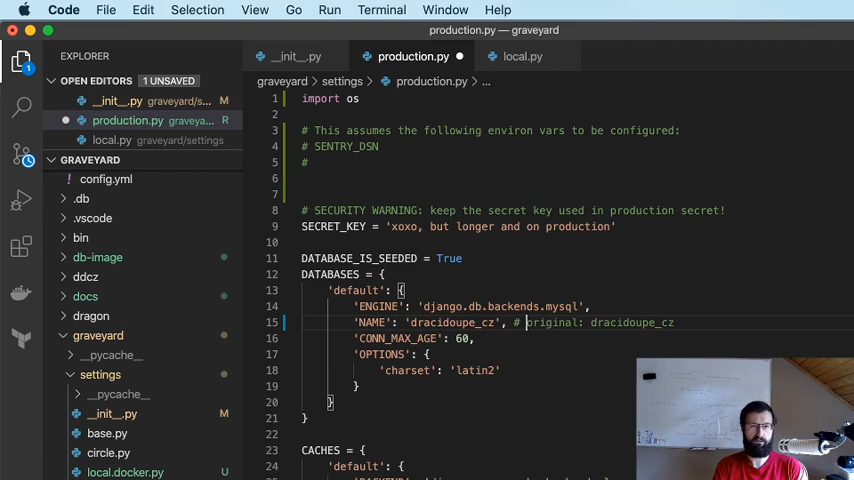 Code File Edit Selection View Go Run Terminal Window Help
production.py — graveyard
EXPLORER
__init__.py
production.py
local.py
OPEN EDITORS 1 UNSAVED
__init__.py graveyard/s... M
production.py graveya... R
local.py graveyard/settings
GRAVEYARD
! config.yml
.db
.vscode
bin
db-image
ddcz
docs
dragon
graveyard
__pycache__
settings
__pycache__
__init__.py M
base.py
circle.py
local.docker.py U
1
graveyard > settings > production.py > ...
1 import os
2
3 # This assumes the following environ vars to be configured:
4 # SENTRY_DSN
5 #
6
7
8 # SECURITY WARNING: keep the secret key used in production secret!
9 SECRET_KEY = 'xoxo, but longer and on production'
10
11 DATABASE_IS_SEEDED = True
12 DATABASES = {
13 'default': {
14 'ENGINE': 'django.db.backends.mysql',
15 'NAME': 'dracidoupe_cz', # original: dracidoupe_cz
16 'CONN_MAX_AGE': 60,
17 'OPTIONS': {
18 'charset': 'latin2'
19 }
20 }
21 }
22
23 CACHES = {
24 'default': {